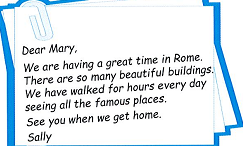 Dear Mary,
We are having a great time in Rome.
There are so many beautiful buildings.
We have walked for hours every day
seeing all the famous places.
See you when we get home.
Sally